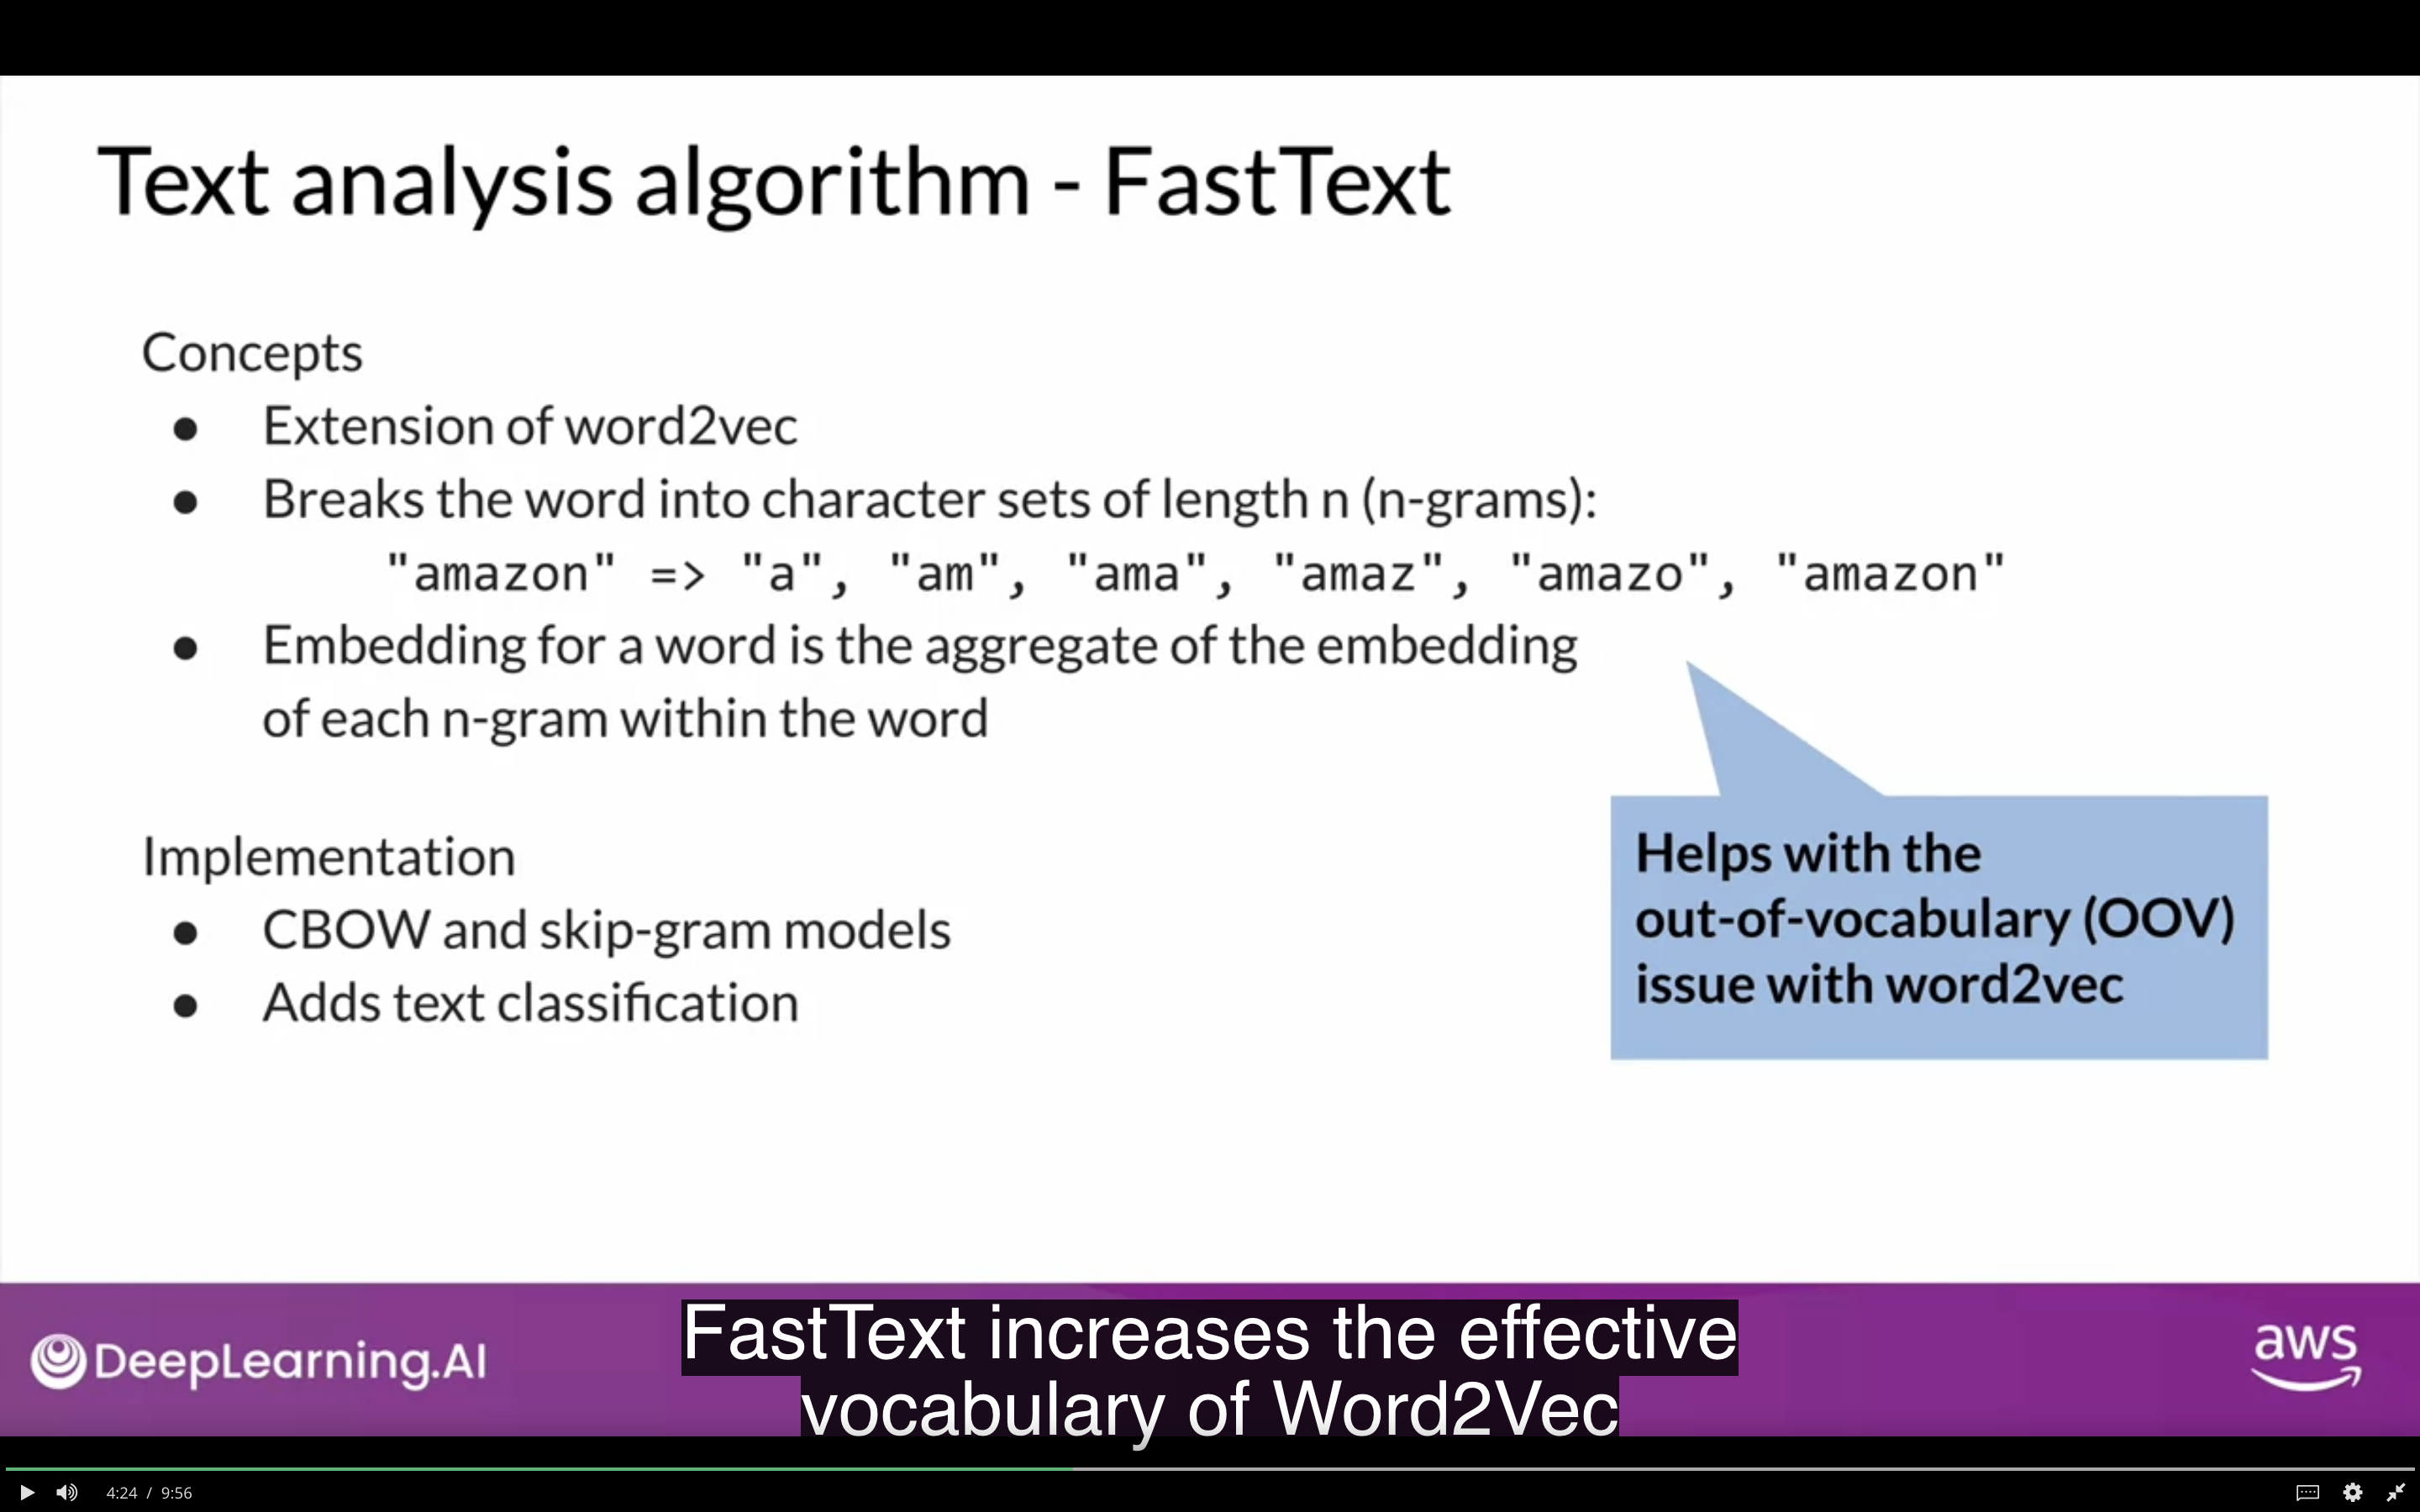 Text analysis algorithm - FastText
Concepts
● Extension of word2vec
● Breaks the word into character sets of length n (n-grams):
"amazon" => "a", "am", "ama", "amaz", "amazo", "amazon"
● Embedding for a word is the aggregate of the embedding
of each n-gram within the word
Implementation
● CBOW and skip-gram models
● Adds text classification
Helps with the
out-of-vocabulary (OOV)
issue with word2vec
DeepLearning.AI
FastText increases the effective
vocabulary of Word2Vec
aws
4:24 / 9:56